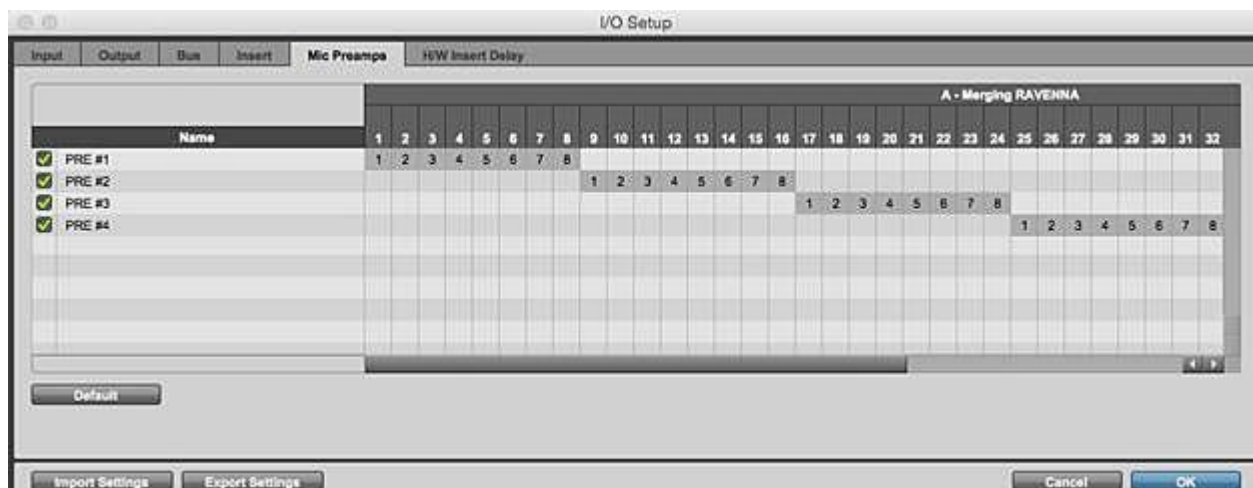 I/O Setup
Input Output Bus Insert Mic Preamps H/W Insert Delay
A - Merging RAVENNA
Name 1 2 3 4 5 6 7 8 9 10 11 12 13 14 15 16 17 18 19 20 21 22 23 24 25 26 27 28 29 30 31 32
PRE #1 1 2 3 4 5 6 7 8
PRE #2 1 2 3 4 5 6 7 8
PRE #3 1 2 3 4 5 6 7 8
PRE #4 1 2 3 4 5 6 7 8
Default
Import Settings Export Settings Cancel OK